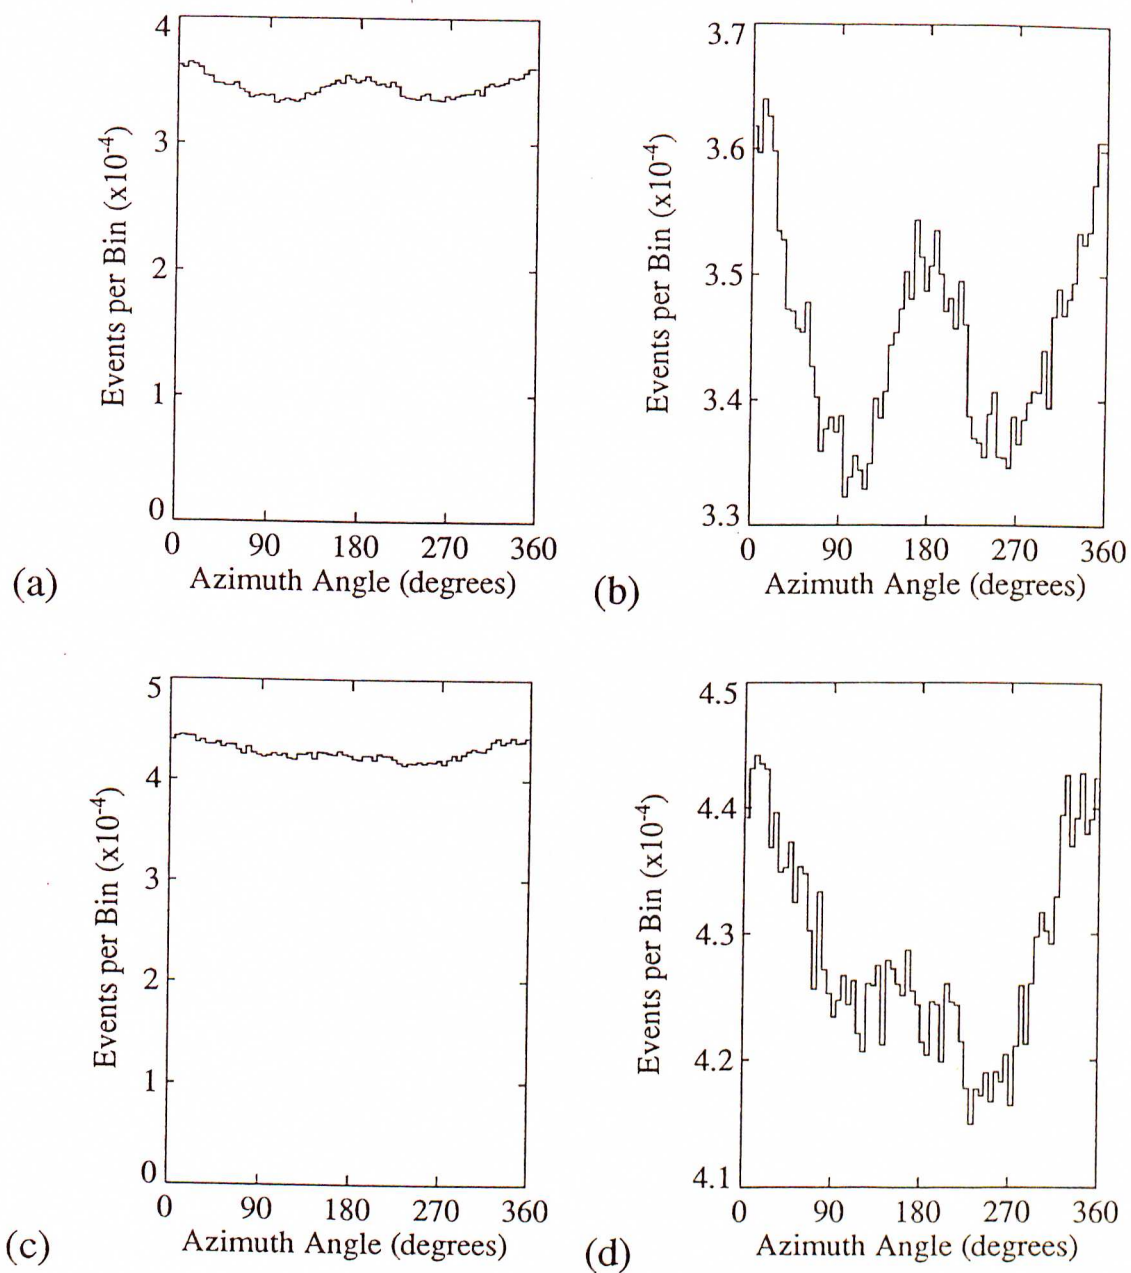 4
3
2
1
0
Events per Bin (x10-4)
0 90 180 270 360
Azimuth Angle (degrees)
(a)
3.7
3.6
3.5
3.4
3.3
Events per Bin (x10-4)
0 90 180 270 360
Azimuth Angle (degrees)
(b)
5
4
3
2
1
0
Events per Bin (x10-4)
0 90 180 270 360
Azimuth Angle (degrees)
(c)
4.5
4.4
4.3
4.2
4.1
Events per Bin (x10-4)
0 90 180 270 360
Azimuth Angle (degrees)
(d)